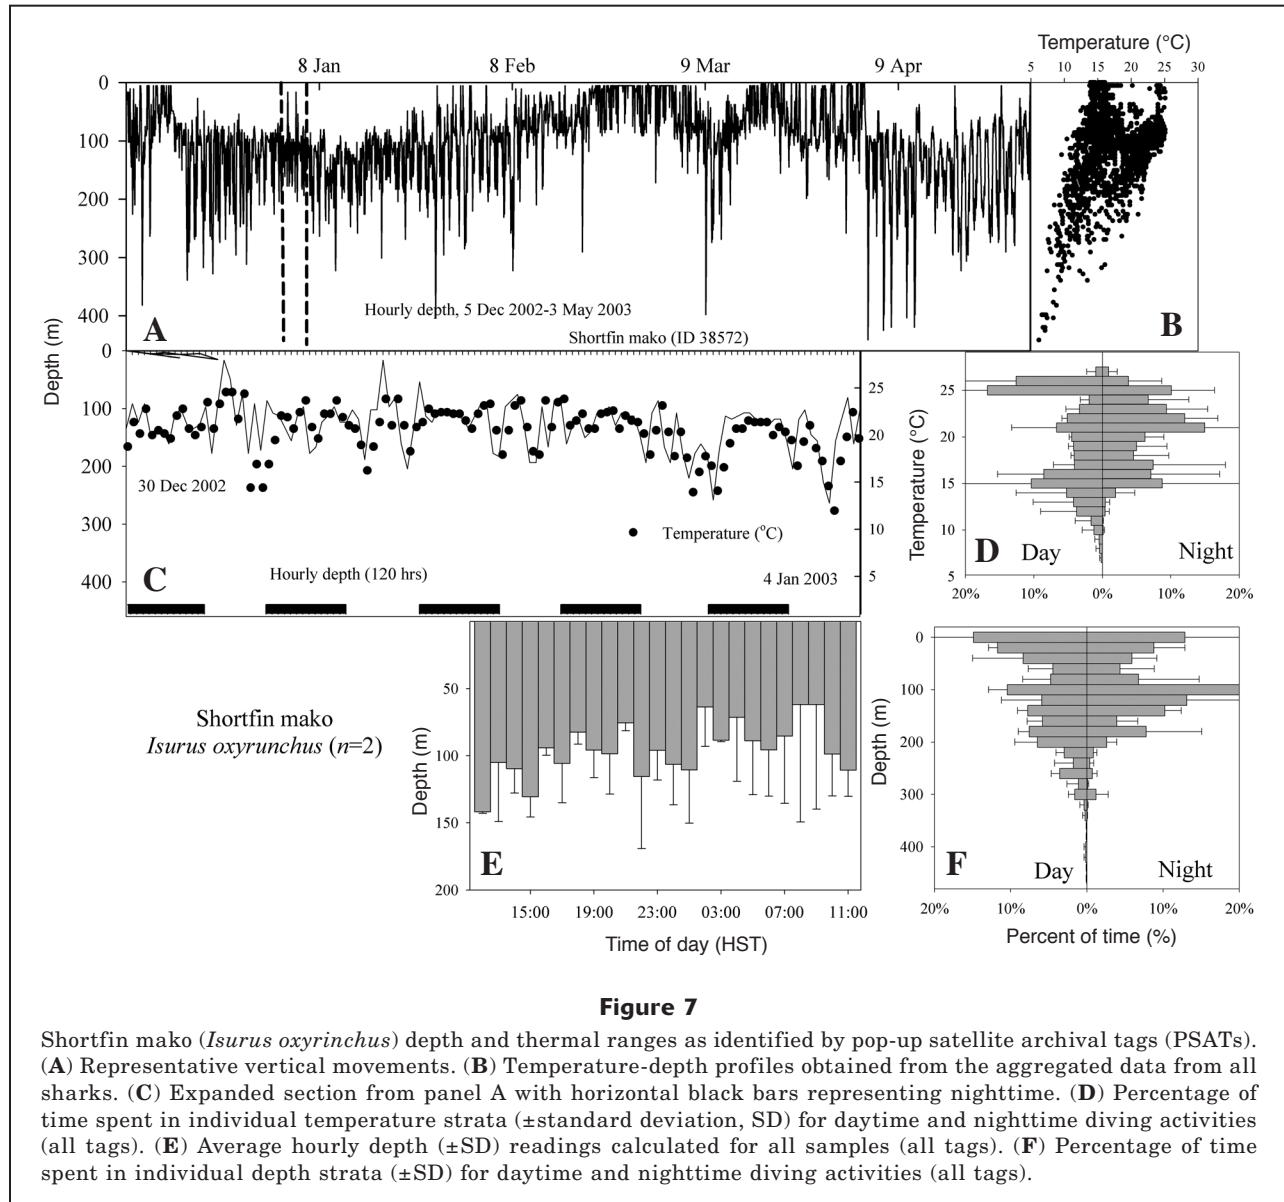 Temperature (°C)
8 Jan 8 Feb 9 Mar 9 Apr 5 10 15 20 25 30
0
100
200
300
400
Depth (m)
Hourly depth, 5 Dec 2002-3 May 2003
Shortfin mako (ID 38572)
A
B
0
100
200
300
400
25
20
15
10
5
30 Dec 2002
Temperature (°C)
C
Hourly depth (120 hrs)
4 Jan 2003
Temperature (°C)
25
20
15
10
5
D Day Night
20% 10% 0% 10% 20%
Shortfin mako
Isurus oxyrunchus (n=2)
Depth (m)
50
100
150
200
E
15:00 19:00 23:00 03:00 07:00 11:00
Time of day (HST)
Depth (m)
0
100
200
300
400
F Day Night
20% 10% 0% 10% 20%
Percent of time (%)
Figure 7
Shortfin mako (Isurus oxyrinchus) depth and thermal ranges as identified by pop-up satellite archival tags (PSATs).
(A) Representative vertical movements. (B) Temperature-depth profiles obtained from the aggregated data from all
sharks. (C) Expanded section from panel A with horizontal black bars representing nighttime. (D) Percentage of
time spent in individual temperature strata (±standard deviation, SD) for daytime and nighttime diving activities
(all tags). (E) Average hourly depth (±SD) readings calculated for all samples (all tags). (F) Percentage of time
spent in individual depth strata (±SD) for daytime and nighttime diving activities (all tags).